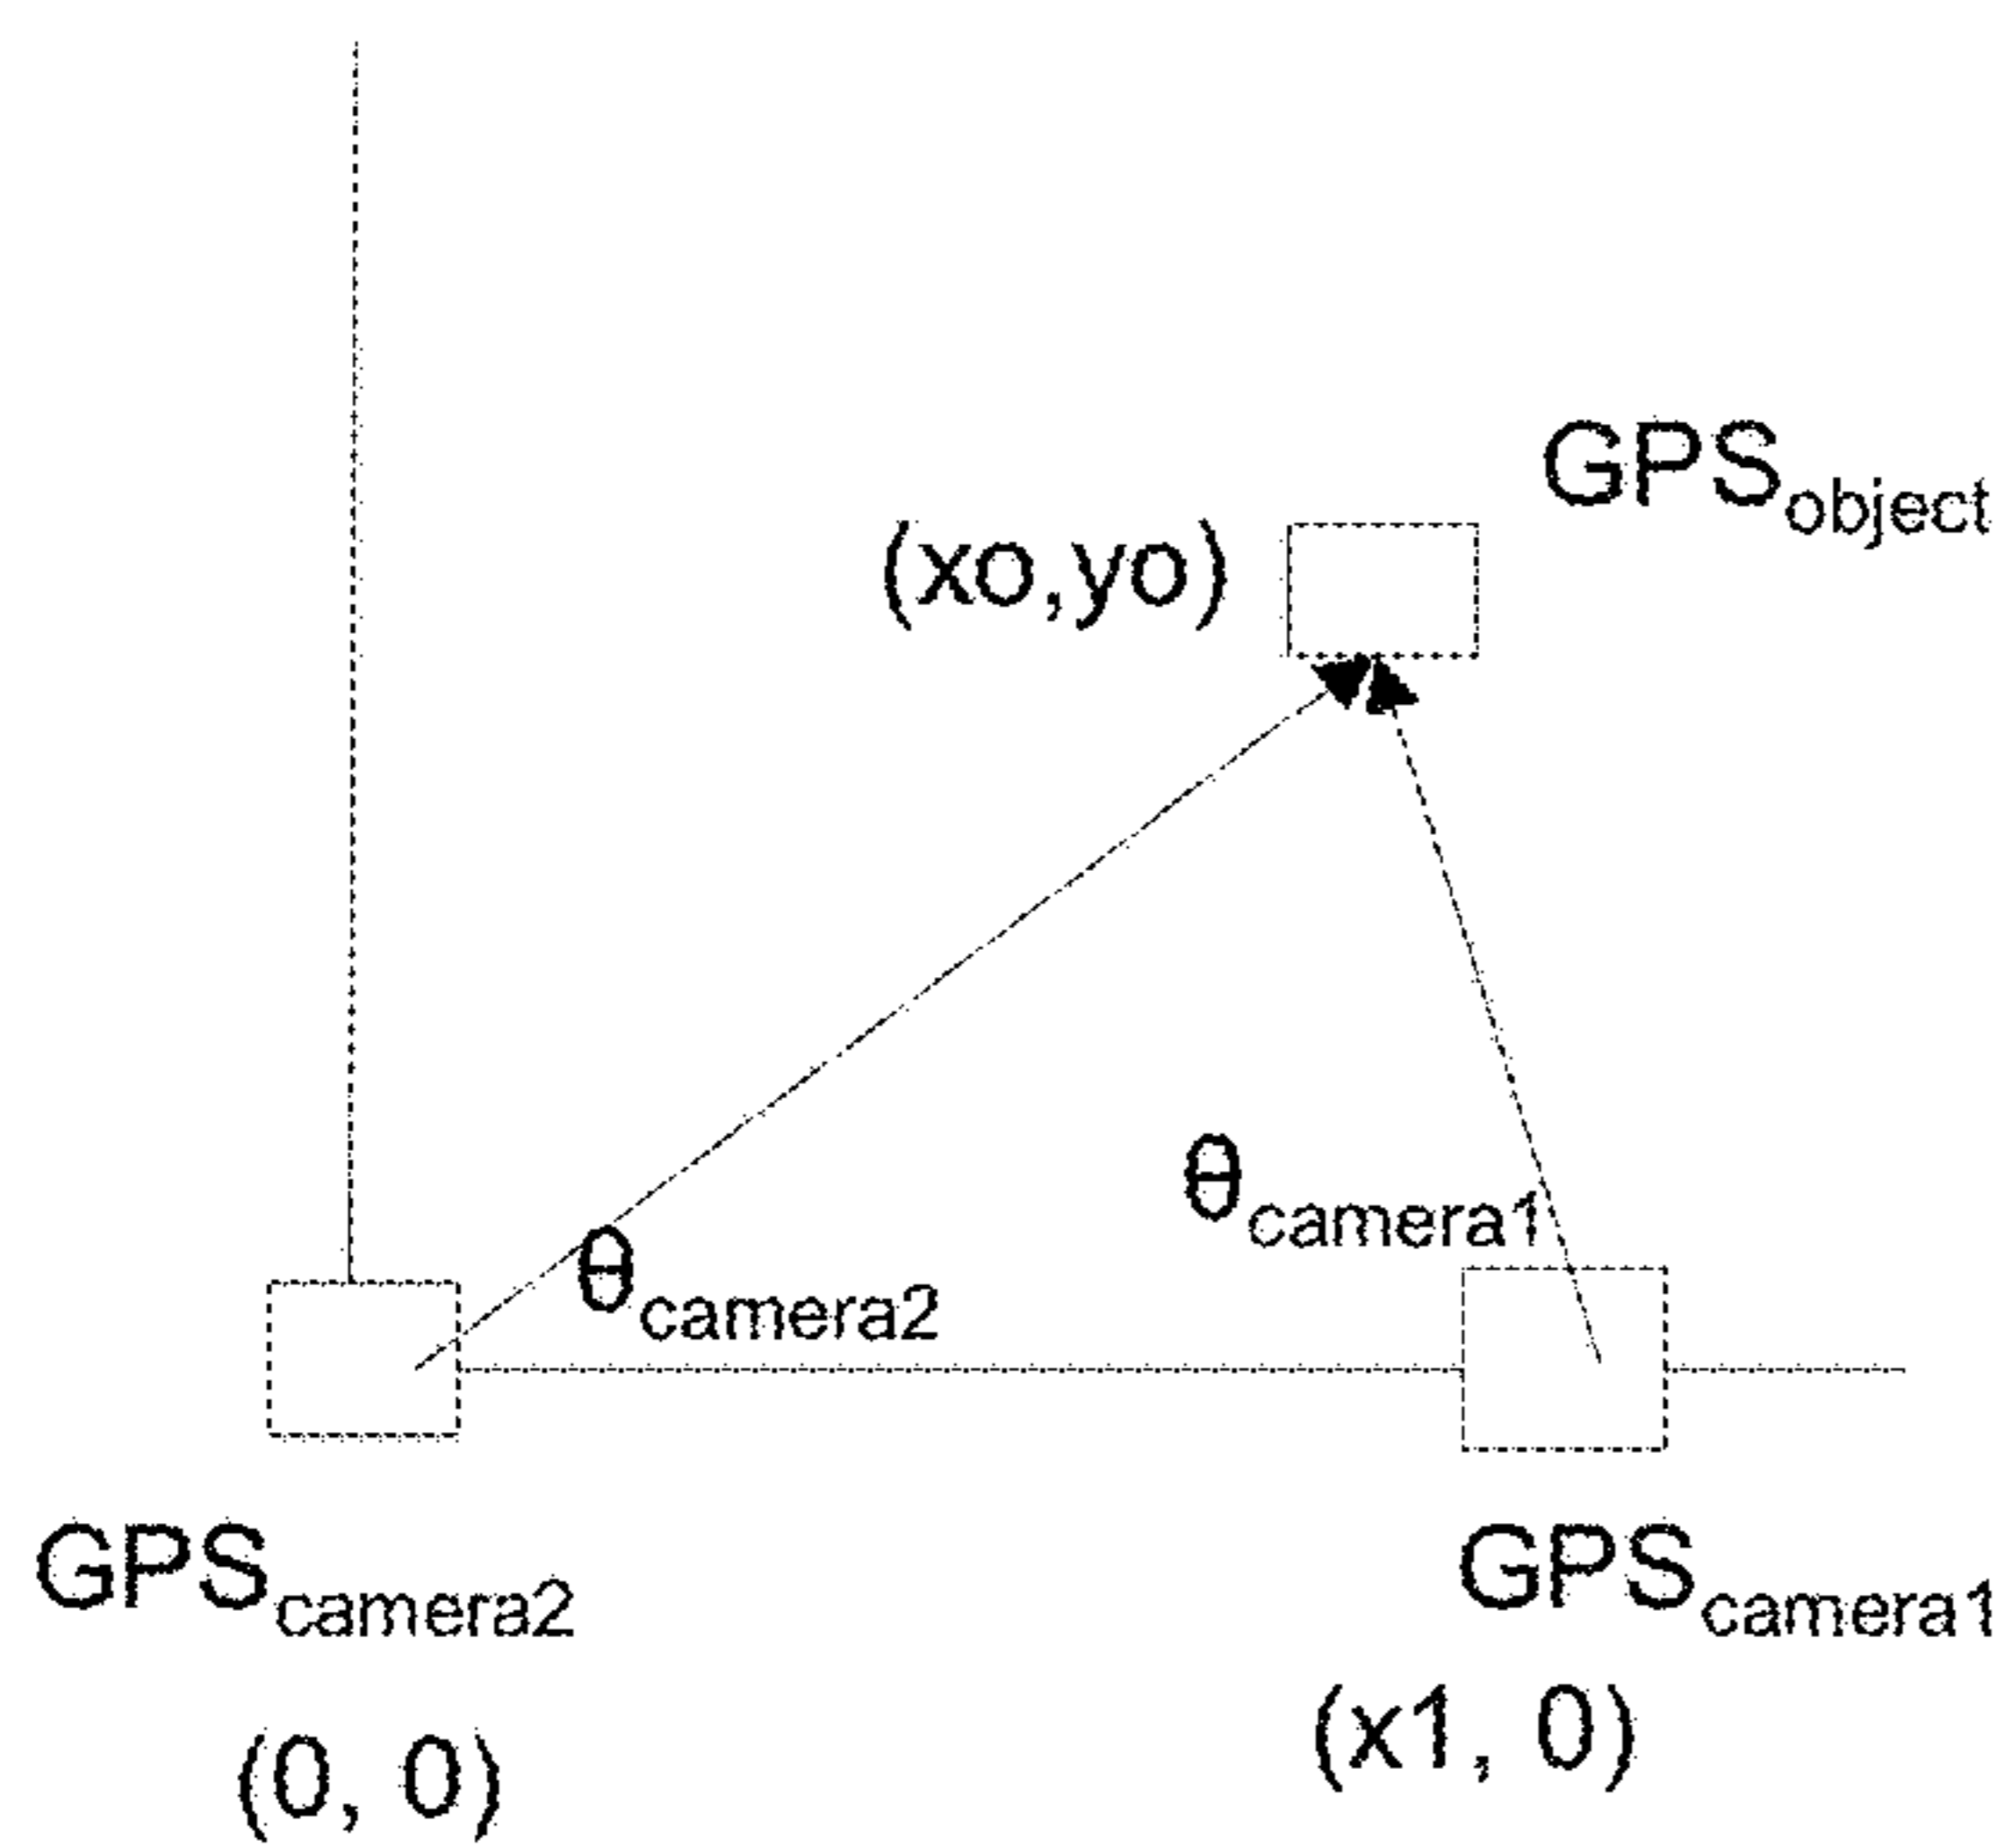 GPSobject
(xo,yo)
θcamera1
θcamera2
GPScamera2
GPScamera1
(0, 0)
(x1, 0)